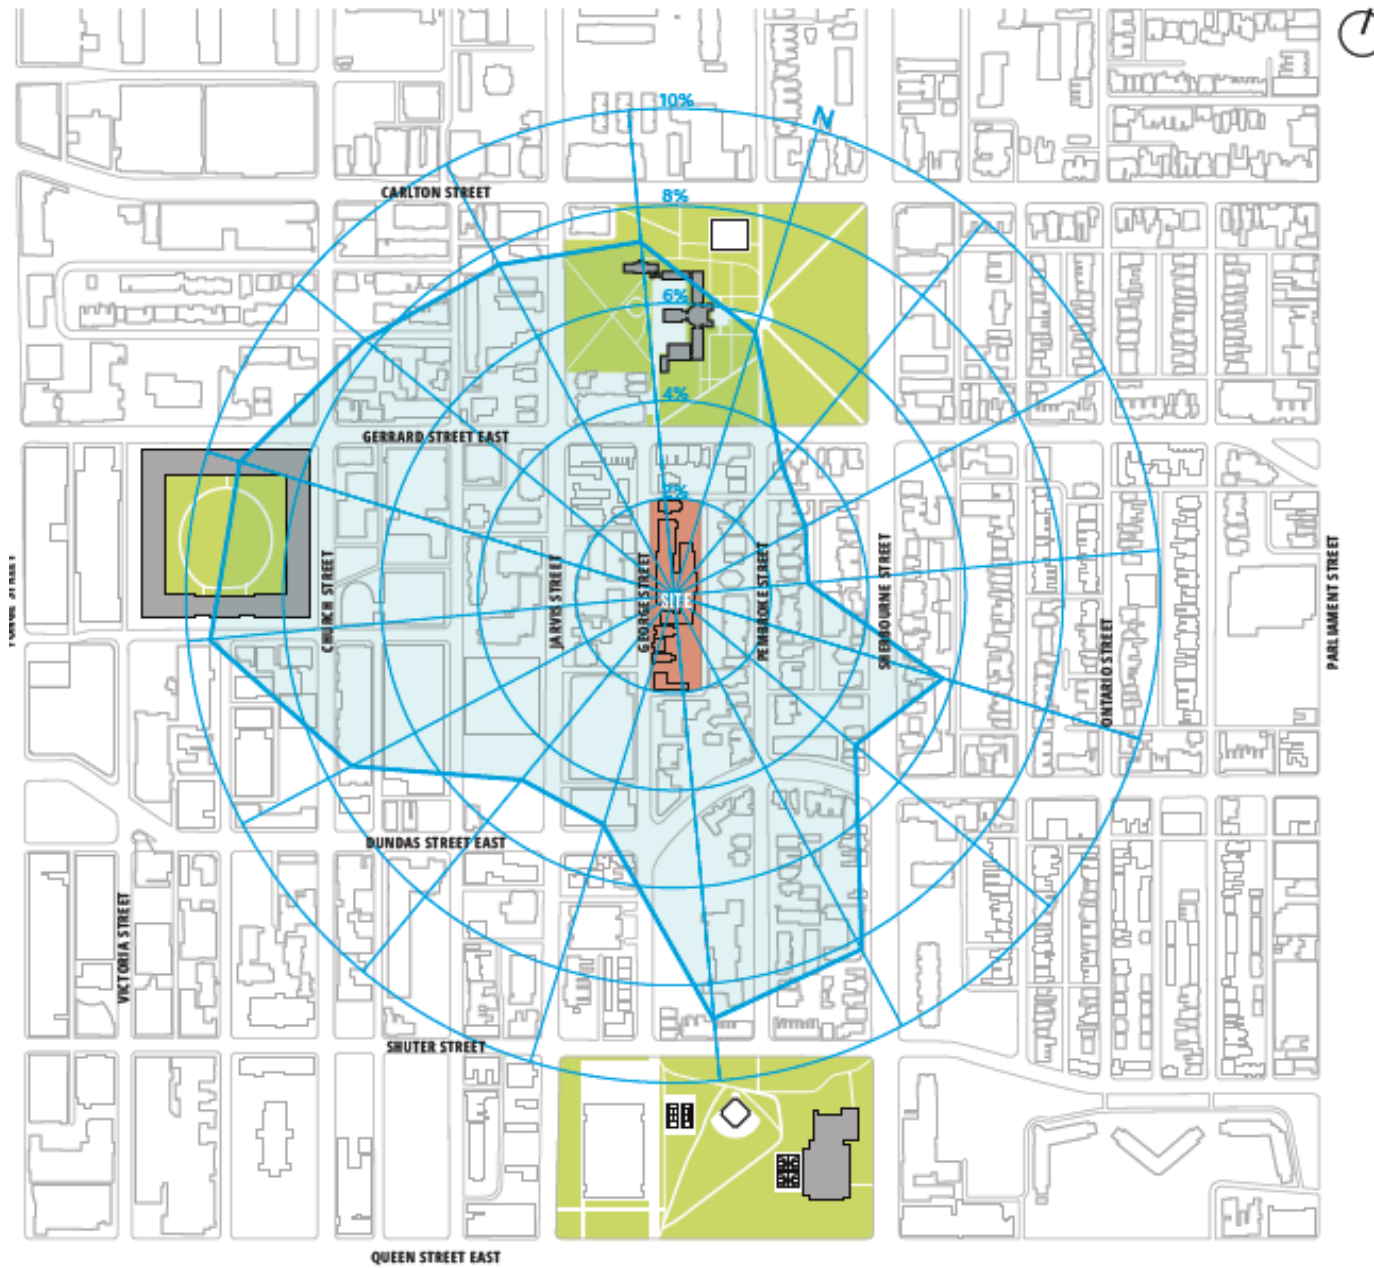 10%
N
CARLTON STREET
8%
6%
4%
GERRARD STREET EAST
2%
CHURCH STREET
JARVIS STREET
GEORGE STREET
SITE
PEMBROKE STREET
SHERBOURNE STREET
ONTARIO STREET
PARLIAMENT STREET
DUNDAS STREET EAST
VICTORIA STREET
SHUTER STREET
QUEEN STREET EAST